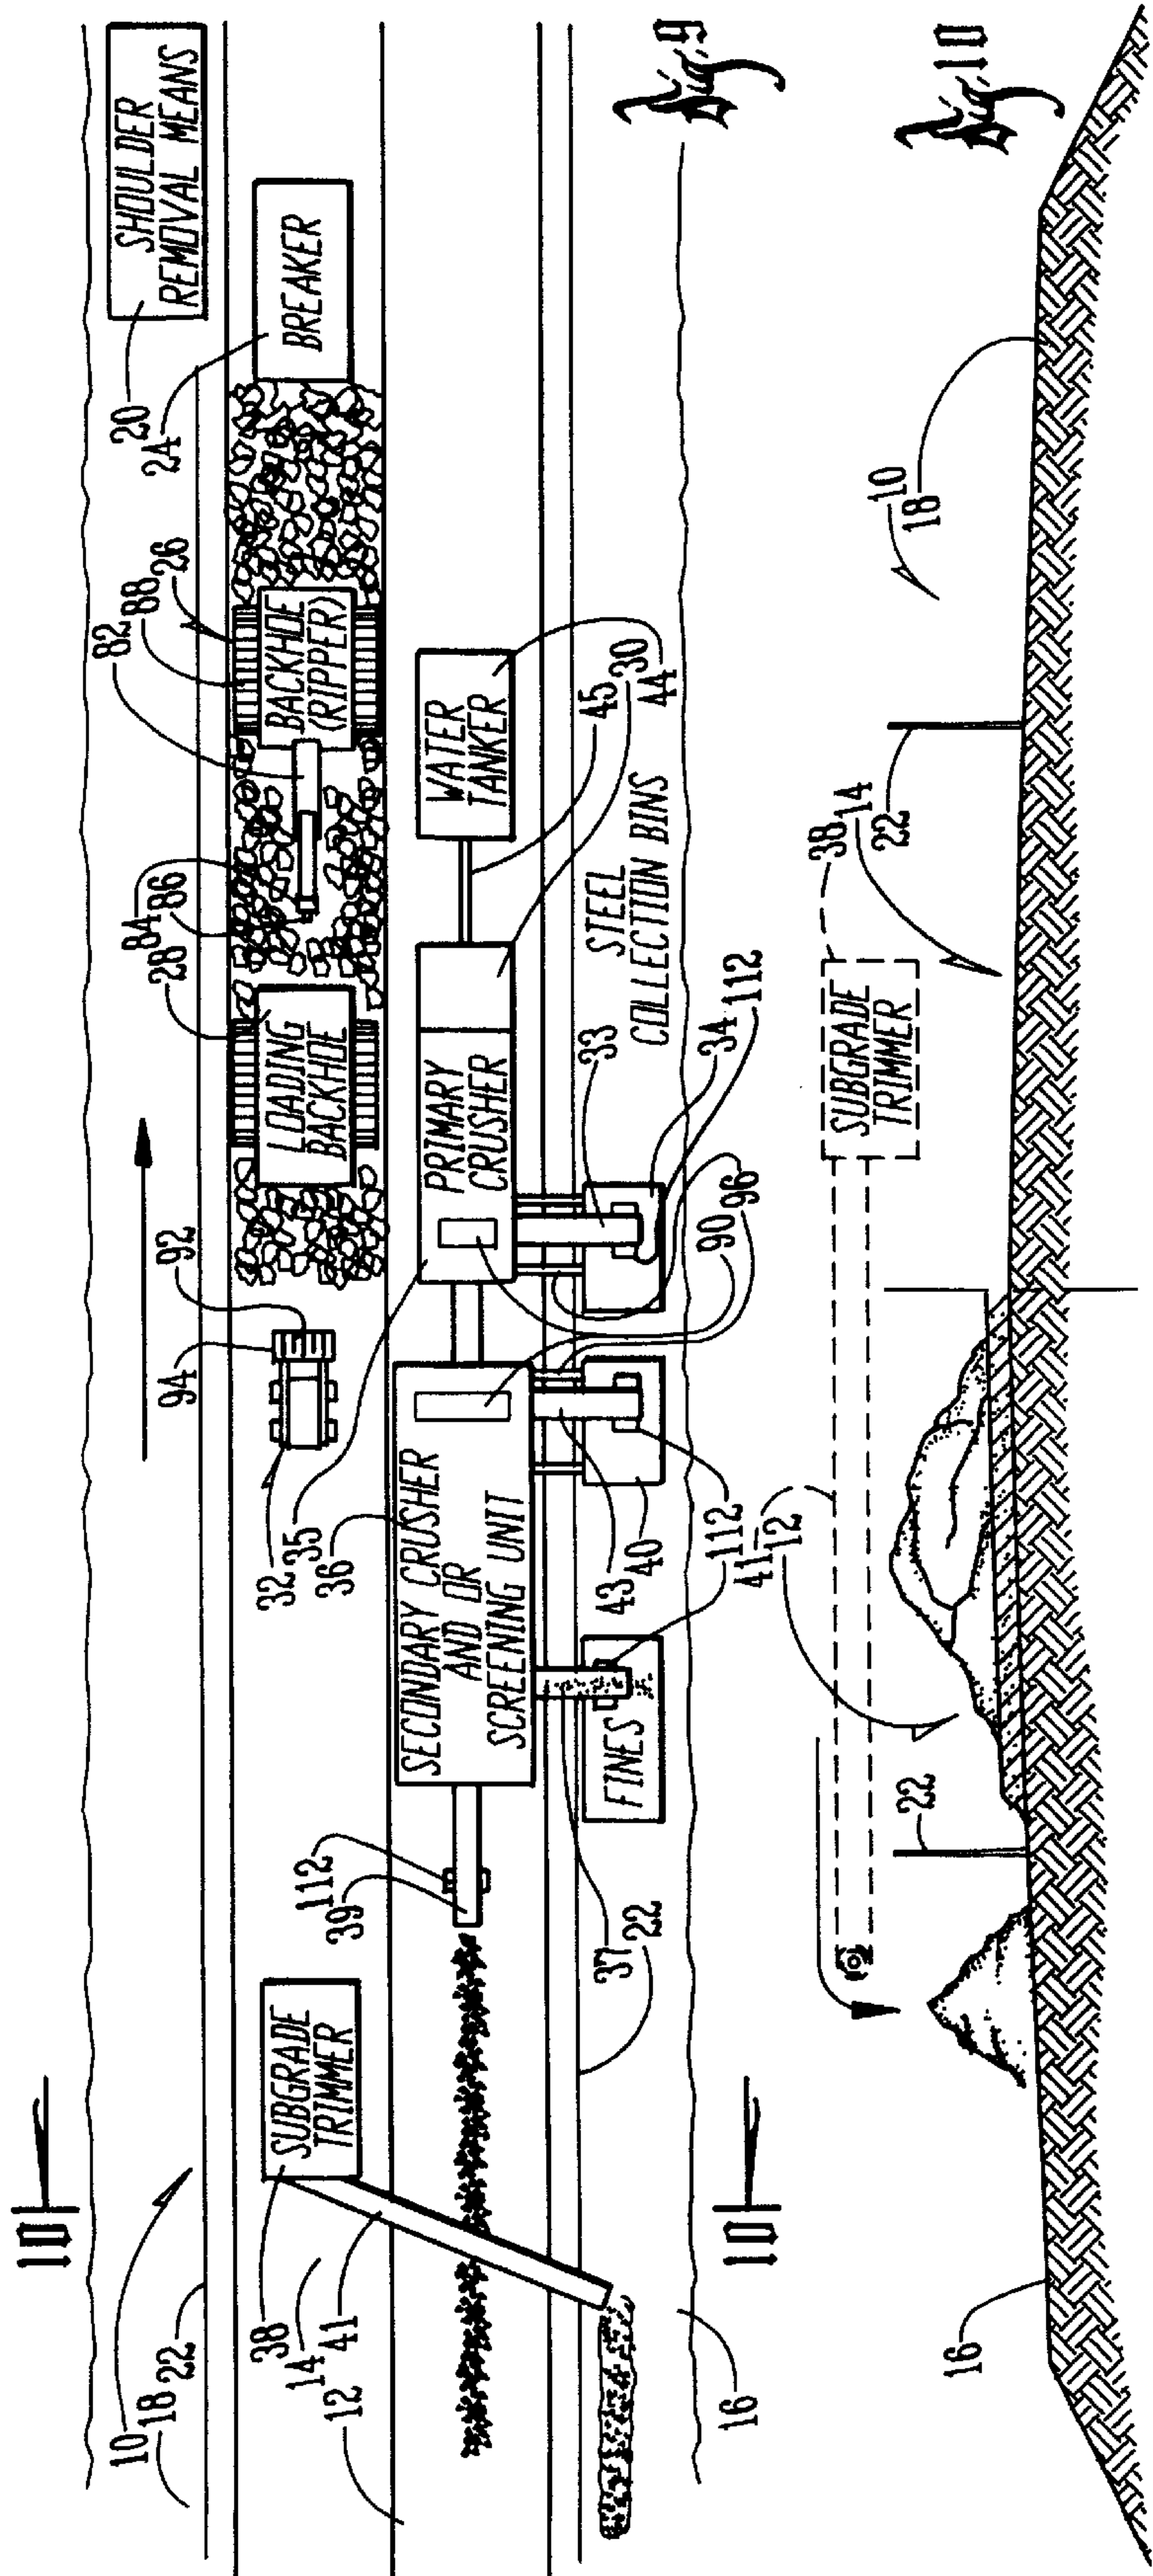 SHOULDER
REMOVAL MEANS
20
24
BREAKER
26
88
82
BACKHOE
(RIPPER)
84
86
28
LOADING
BACKHOE
92
94
32
35
36
WATER
TANKER
45
30
44
PRIMARY
CRUSHER
STEEL
COLLECTION BINS
33
34
112
90
96
SECONDARY CRUSHER
AND OR
SCREENING UNIT
43
40
112
FINES
37
22
112
39
SUBGRADE
TRIMMER
38
14
41
12
10
18
22
16
10
10
Fig. 9
Fig. 10
10
18
22
14
38
SUBGRADE
TRIMMER
41
12
22
16